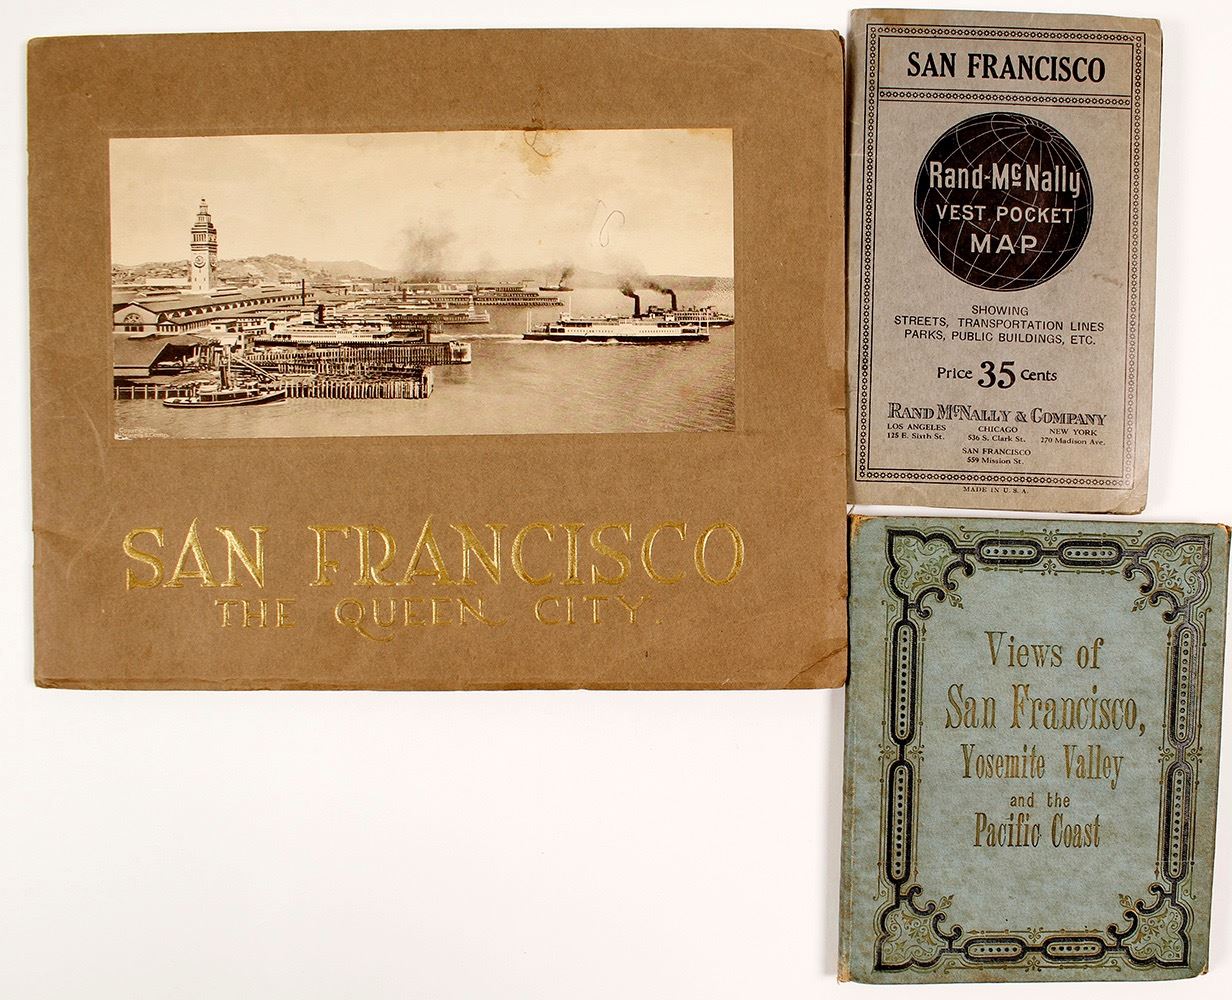 SAN FRANCISCO
THE QUEEN CITY.
SAN FRANCISCO
Rand-McNally
VEST POCKET
MAP
SHOWING
STREETS, TRANSPORTATION LINES
PARKS, PUBLIC BUILDINGS, ETC.
Price 35 Cents
RAND McNALLY & COMPANY
LOS ANGELES CHICAGO NEW YORK
125 E. Sixth St. 536 S. Clark St. 270 Madison Ave.
SAN FRANCISCO
559 Mission St.
MADE IN U. S. A.
Views of
San Francisco,
Yosemite Valley
and the
Pacific Coast